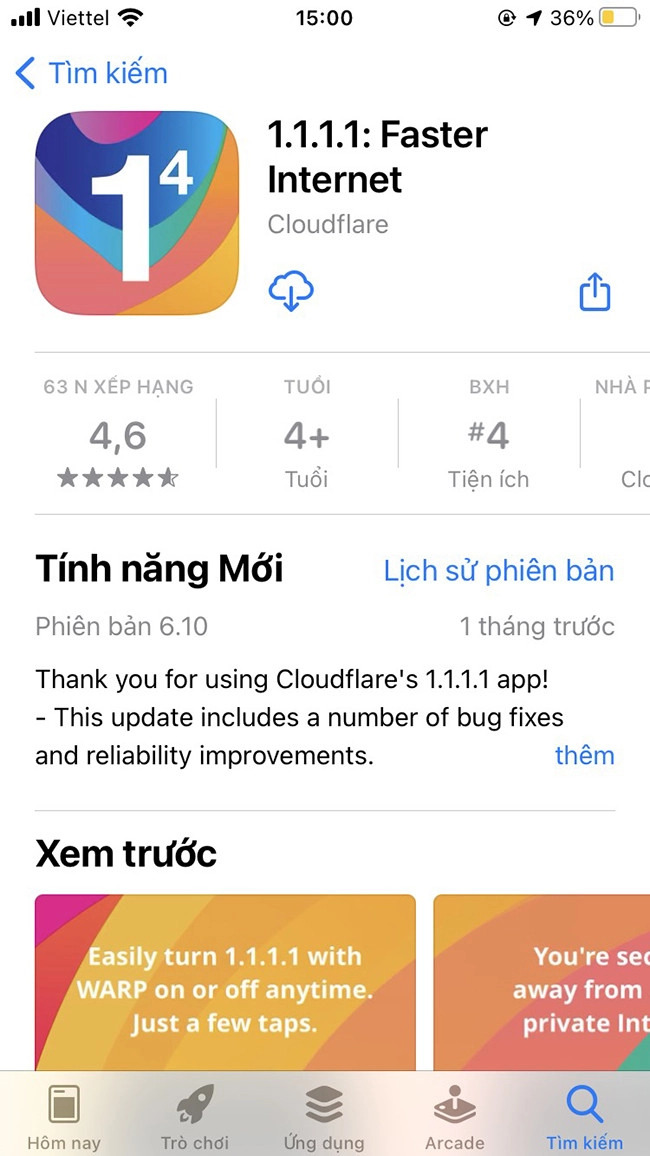 Viettel 15:00 36%
Tìm kiếm
1⁴
1.1.1.1: Faster
Internet
Cloudflare
63 N XẾP HẠNG TUỔI BXH NHÀ P
4,6 4+ #4
Tuổi Tiện ích Clo
Tính năng Mới Lịch sử phiên bản
Phiên bản 6.10 1 tháng trước
Thank you for using Cloudflare's 1.1.1.1 app!
- This update includes a number of bug fixes
and reliability improvements. thêm
Xem trước
Easily turn 1.1.1.1 with
WARP on or off anytime.
Just a few taps.
You're sec
away from
private Int
Hôm nay Trò chơi Ứng dụng Arcade Tìm kiếm